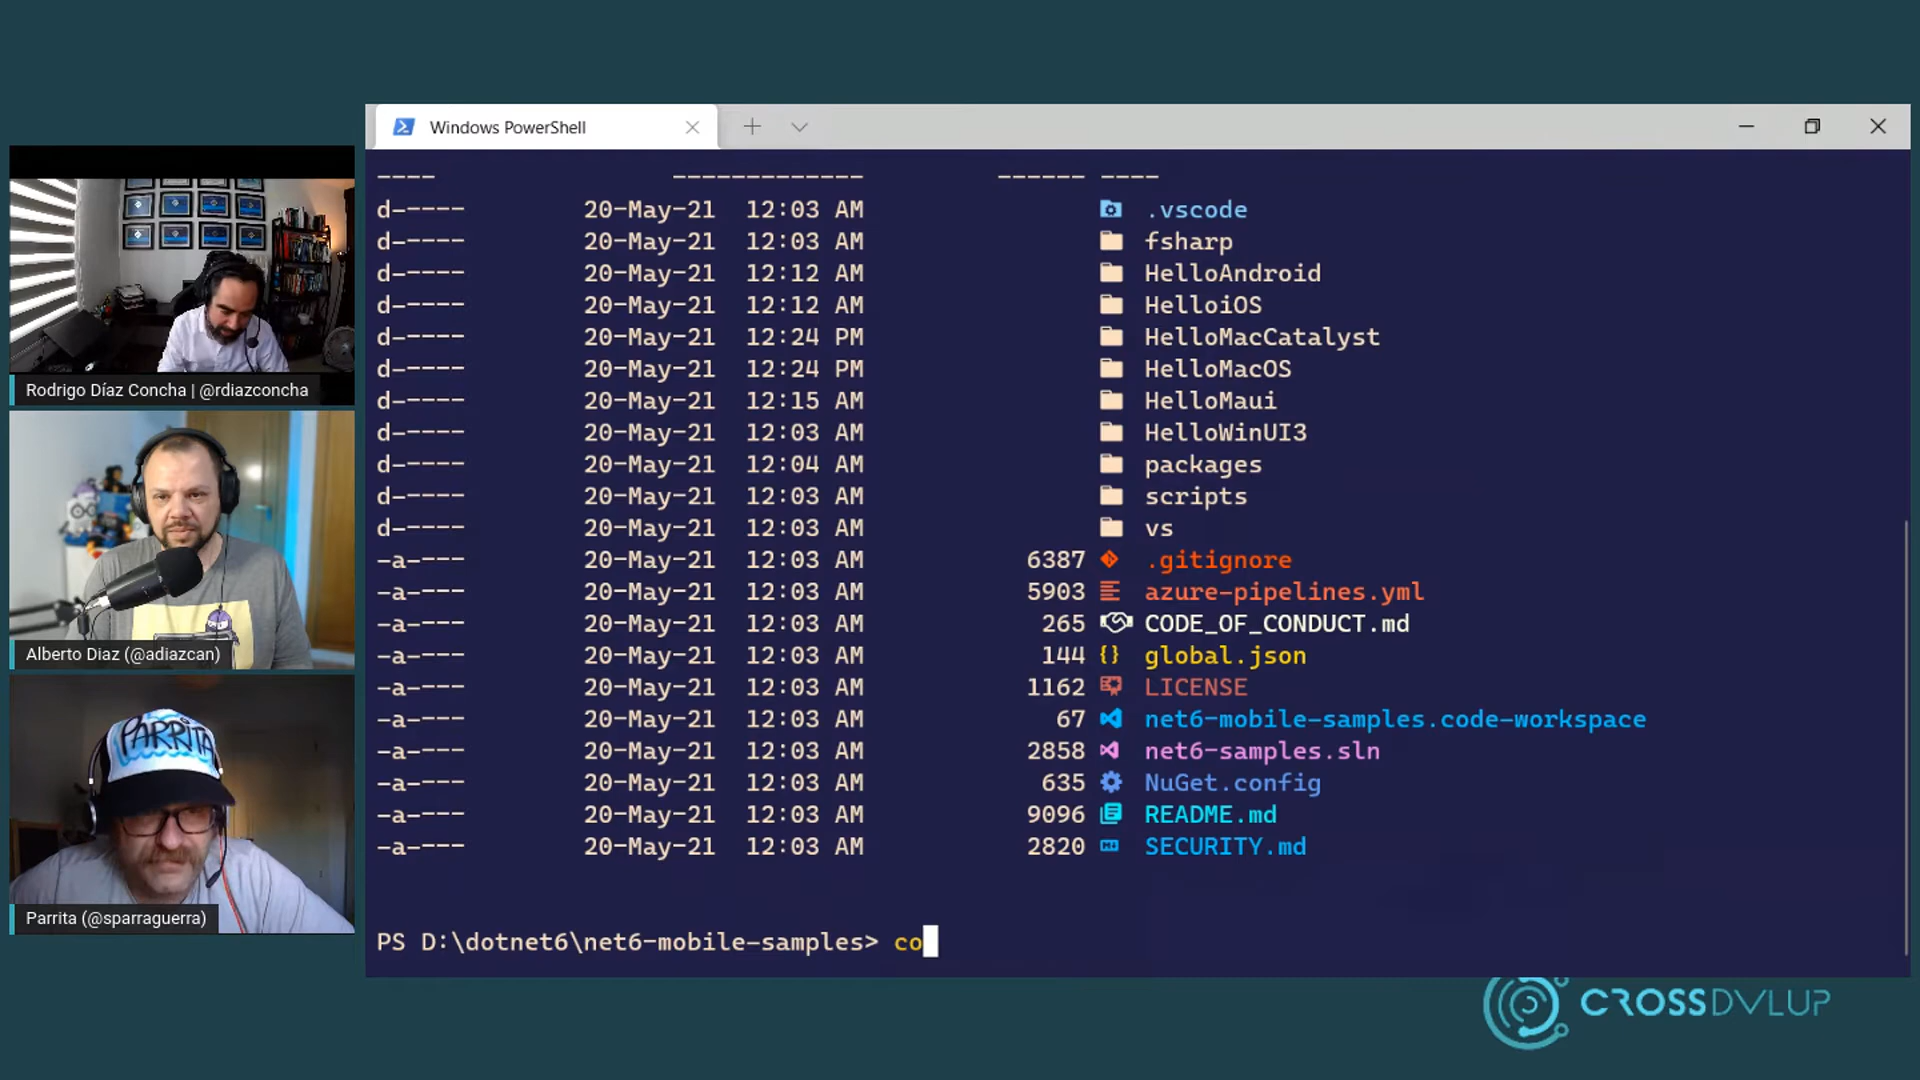 Windows PowerShell
---- ------------- ------ ----
d----- 20-May-21 12:03 AM .vscode
d----- 20-May-21 12:03 AM fsharp
d----- 20-May-21 12:12 AM HelloAndroid
d----- 20-May-21 12:12 AM HelloiOS
d----- 20-May-21 12:24 PM HelloMacCatalyst
d----- 20-May-21 12:24 PM HelloMacOS
d----- 20-May-21 12:15 AM HelloMaui
d----- 20-May-21 12:03 AM HelloWinUI3
d----- 20-May-21 12:04 AM packages
d----- 20-May-21 12:03 AM scripts
d----- 20-May-21 12:03 AM vs
-a---- 20-May-21 12:03 AM 6387 .gitignore
-a---- 20-May-21 12:03 AM 5903 azure-pipelines.yml
-a---- 20-May-21 12:03 AM 265 CODE_OF_CONDUCT.md
-a---- 20-May-21 12:03 AM 144 {} global.json
-a---- 20-May-21 12:03 AM 1162 LICENSE
-a---- 20-May-21 12:03 AM 67 net6-mobile-samples.code-workspace
-a---- 20-May-21 12:03 AM 2858 net6-samples.sln
-a---- 20-May-21 12:03 AM 635 NuGet.config
-a---- 20-May-21 12:03 AM 9096 README.md
-a---- 20-May-21 12:03 AM 2820 SECURITY.md
PS D:\dotnet6\net6-mobile-samples> co
Rodrigo Díaz Concha | @rdiazconcha
Alberto Diaz (@adiazcan)
PARRITA
Parrita (@sparraguerra)
CROSSDVLUP